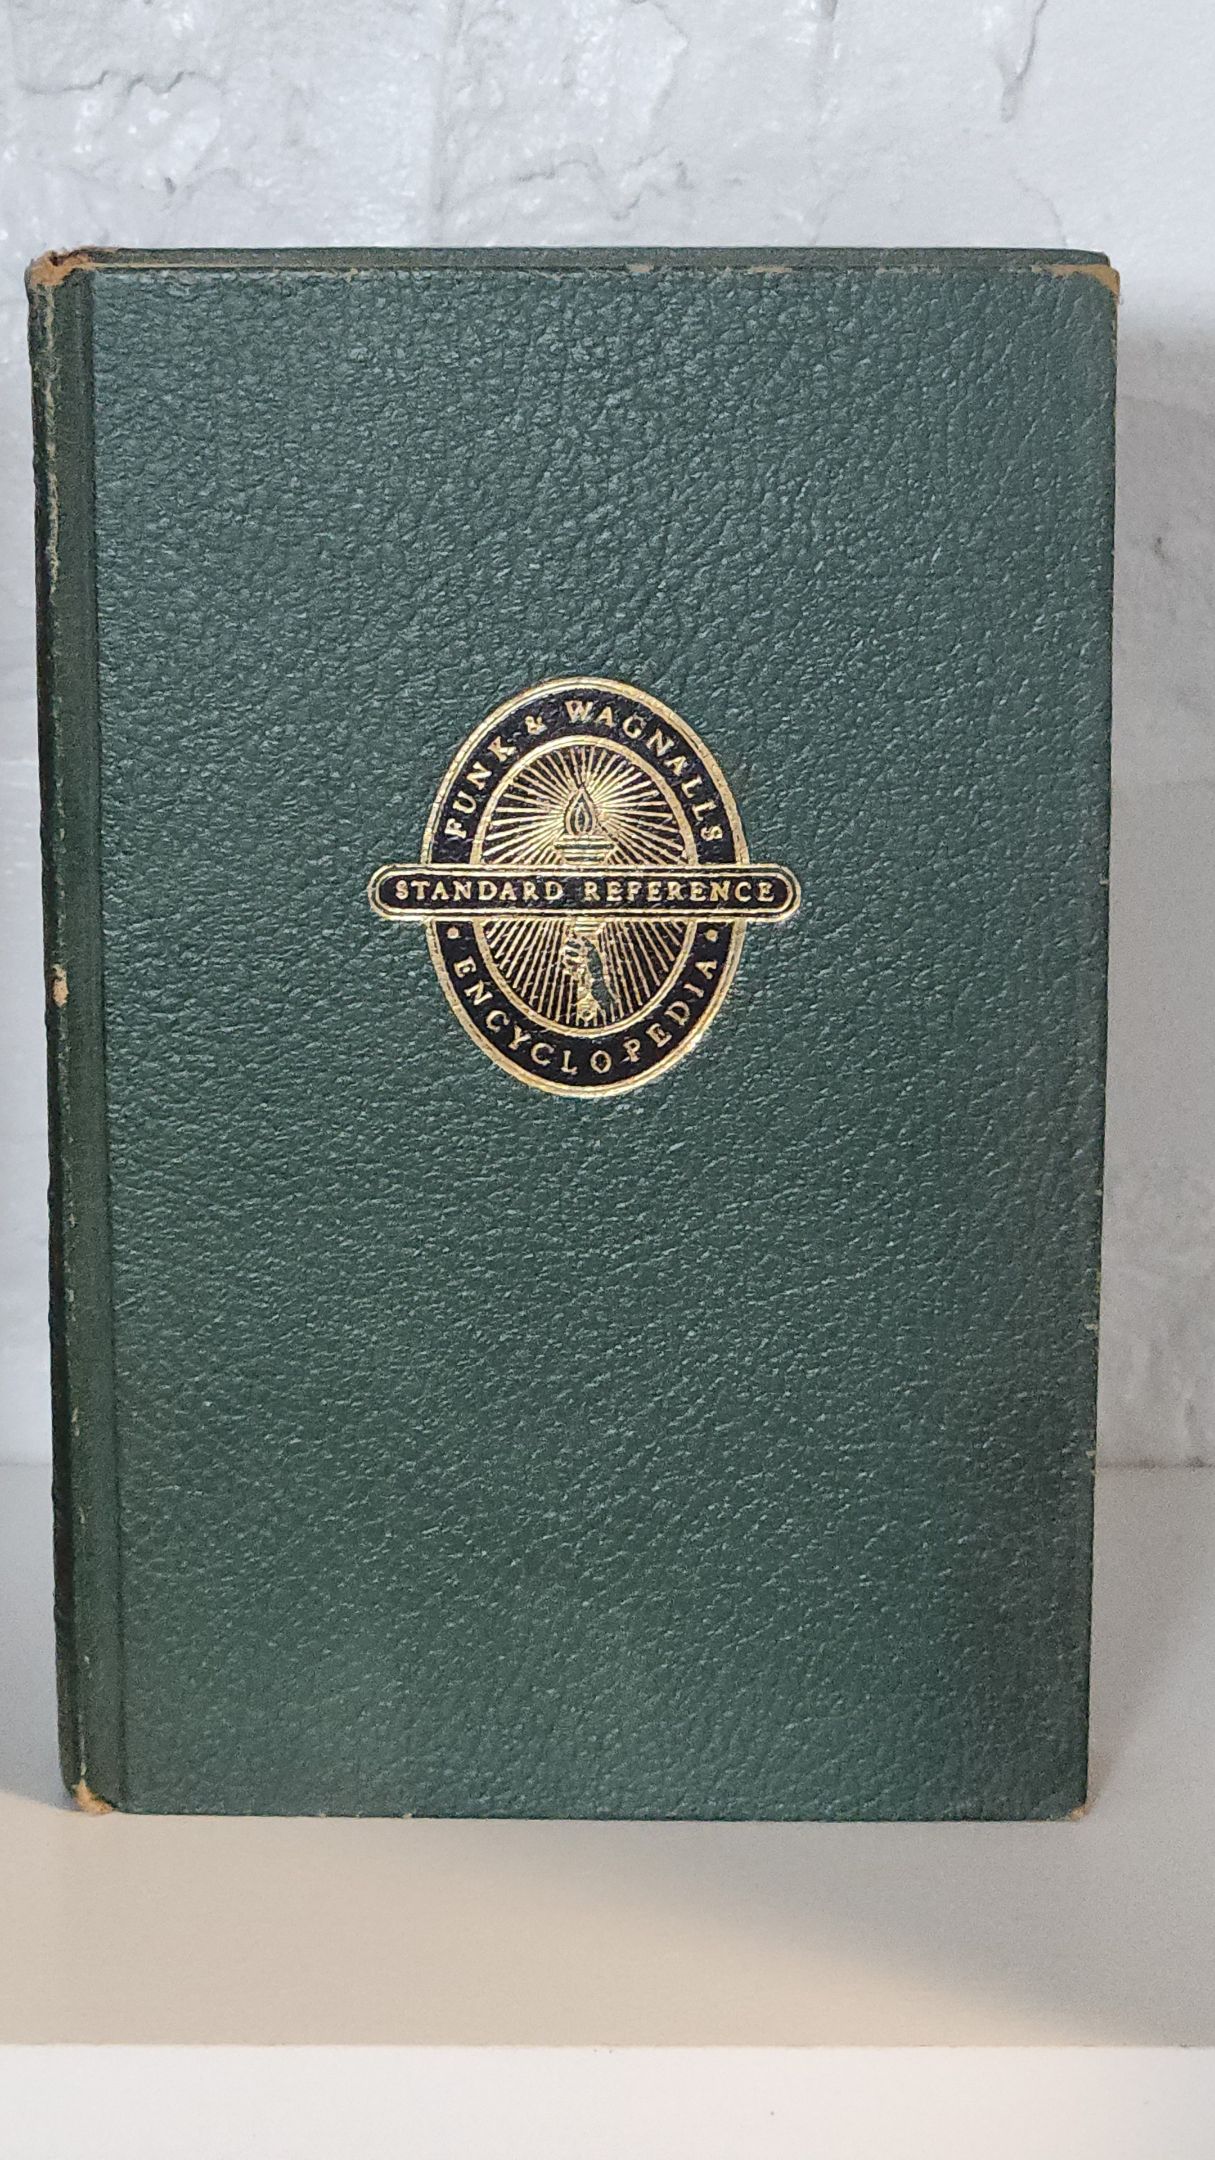 FUNK & WAGNALLS
STANDARD REFERENCE
ENCYCLOPEDIA